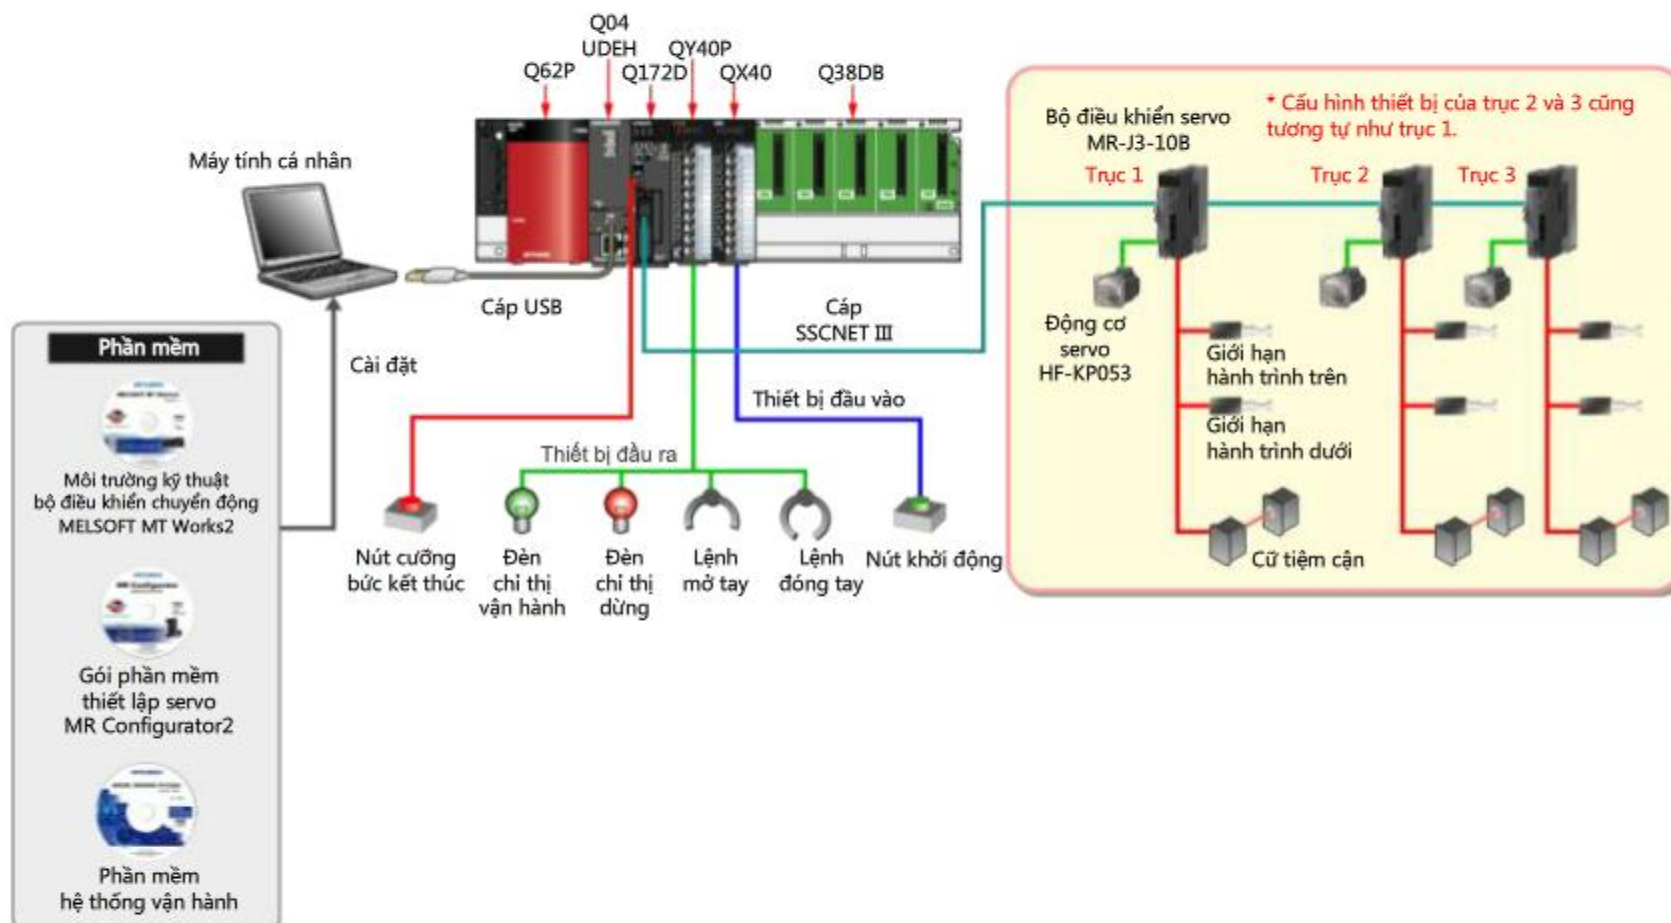 Q04
UDEH
QY40P
Q62P
Q172D
QX40
Q38DB
Máy tính cá nhân
Cáp USB
Cáp
SSCNET III
Cài đặt
Phần mềm
Môi trường kỹ thuật
bộ điều khiển chuyển động
MELSOFT MT Works2
Gói phần mềm
thiết lập servo
MR Configurator2
Phần mềm
hệ thống vận hành
Thiết bị đầu vào
Thiết bị đầu ra
Nút cưỡng
bức kết thúc
Đèn
chỉ thị
vận hành
Đèn
chỉ thị
dừng
Lệnh
mở tay
Lệnh
đóng tay
Nút khởi động
Bộ điều khiển servo
MR-J3-10B
* Cấu hình thiết bị của trục 2 và 3 cũng
tương tự như trục 1.
Trục 1
Trục 2
Trục 3
Động cơ
servo
HF-KP053
Giới hạn
hành trình trên
Giới hạn
hành trình dưới
Cữ tiệm cận